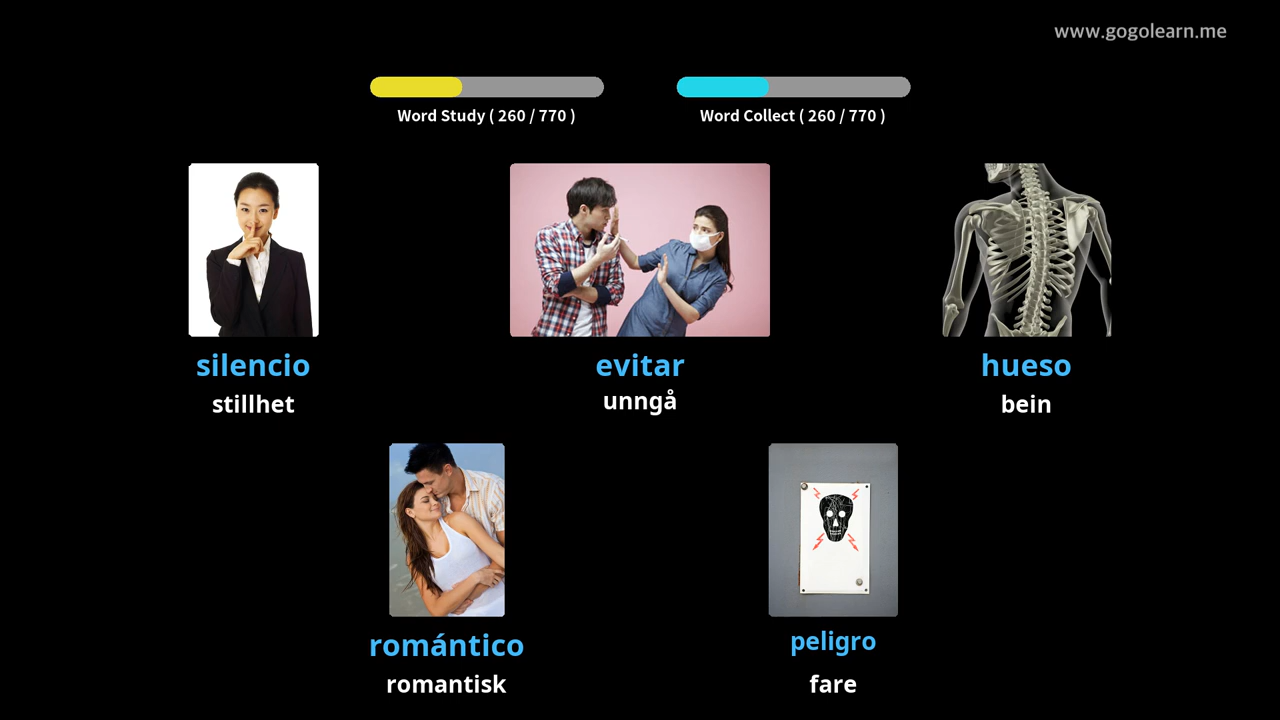 www.gogolearn.me
Word Study ( 260 / 770 )
Word Collect ( 260 / 770 )
silencio
stillhet
evitar
unngå
hueso
bein
romántico
romantisk
peligro
fare